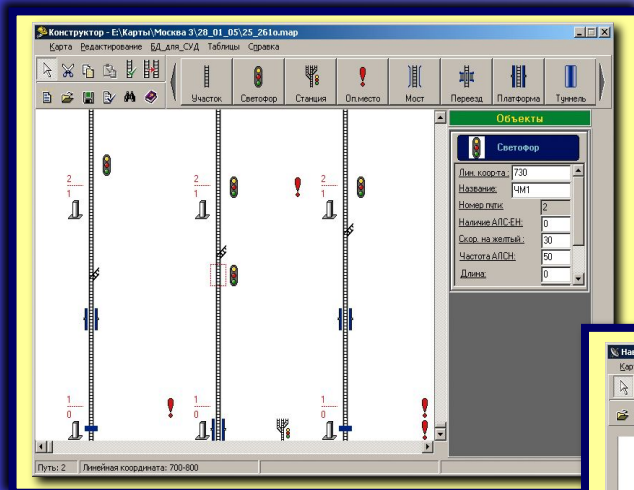 Конструктор - E:\Карты\Москва 3\28_01_05\25_261о.map
Карта Редактирование БД_для_СУД Таблицы Справка
Участок Светофор Станция Оп.место Мост Переезд Платформа Туннель
Объекты
Светофор
Лин. коор-та: 730
Название: ЧМ1
Номер пути: 2
Наличие АЛС-ЕН: 0
Скор. на желтый: 30
Частота АЛСН: 50
Длина: 0
2 2 2
1 1 1
1 1 1
0 0 0
Путь: 2 Линейная координата: 700-800